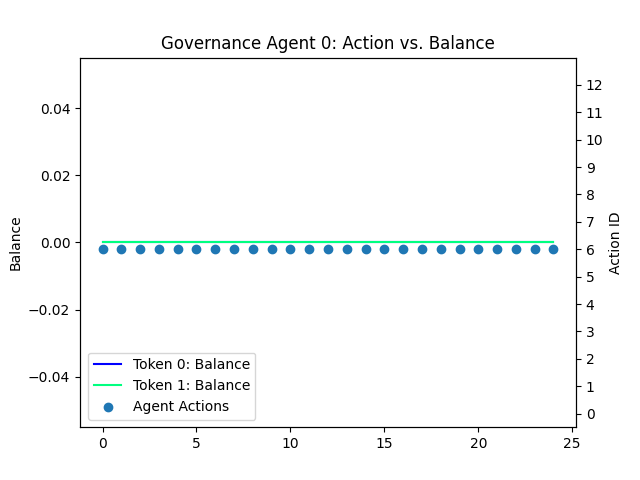 Governance Agent 0: Action vs. Balance
Balance
0.04
0.02
0.00
−0.02
−0.04
12
11
10
9
8
7
6
5
4
3
2
1
0
Action ID
Token 0: Balance
Token 1: Balance
Agent Actions
0 5 10 15 20 25